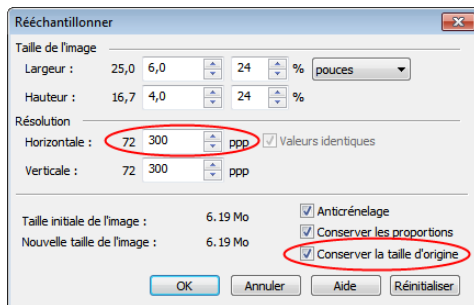 Rééchantillonner
Taille de l'image
Largeur : 25,0 6,0 24 % pouces
Hauteur : 16,7 4,0 24 %
Résolution
Horizontale : 72 300 ppp Valeurs identiques
Verticale : 72 300 ppp
Taille initiale de l'image : 6.19 Mo Anticrénelage
Nouvelle taille de l'image : 6.19 Mo Conserver les proportions
Conserver la taille d'origine
OK Annuler Aide Réinitialiser